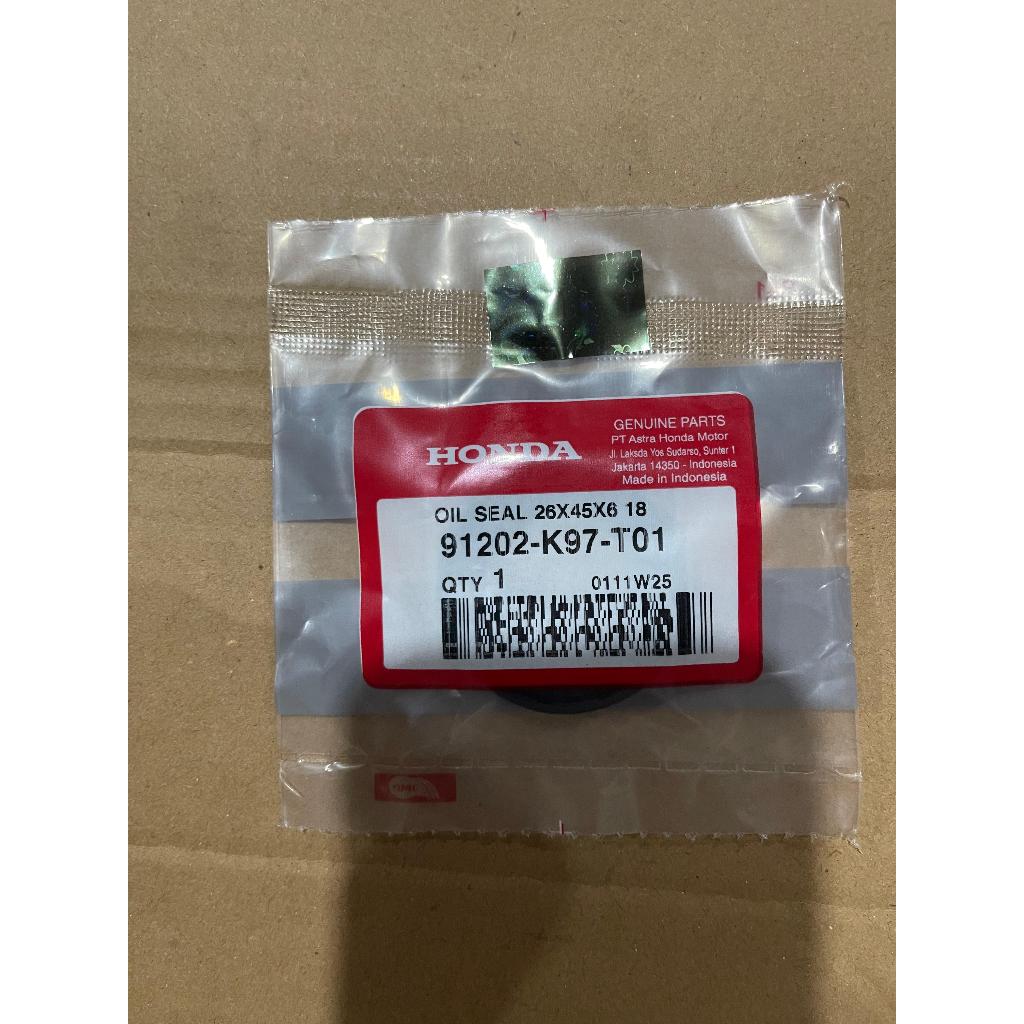 HONDA
GENUINE PARTS
PT Astra Honda Motor
Jl. Laksda Yos Sudarso, Sunter 1
Jakarta 14350 - Indonesia
Made in Indonesia
OIL SEAL 26X45X6 18
91202-K97-T01
QTY 1
0111W25